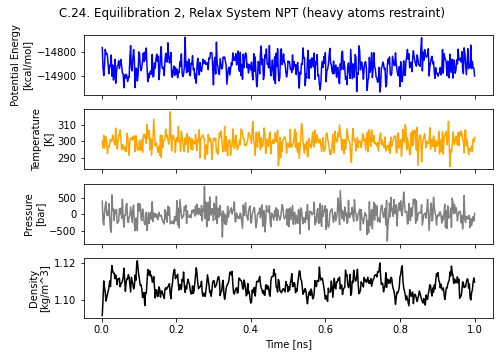 C.24. Equilibration 2, Relax System NPT (heavy atoms restraint)
Potential Energy
[kcal/mol]
−14800
−14900
Temperature
[K]
310
300
290
Pressure
[bar]
500
0
−500
Density
[kg/m^3]
1.12
1.10
0.0 0.2 0.4 0.6 0.8 1.0
Time [ns]